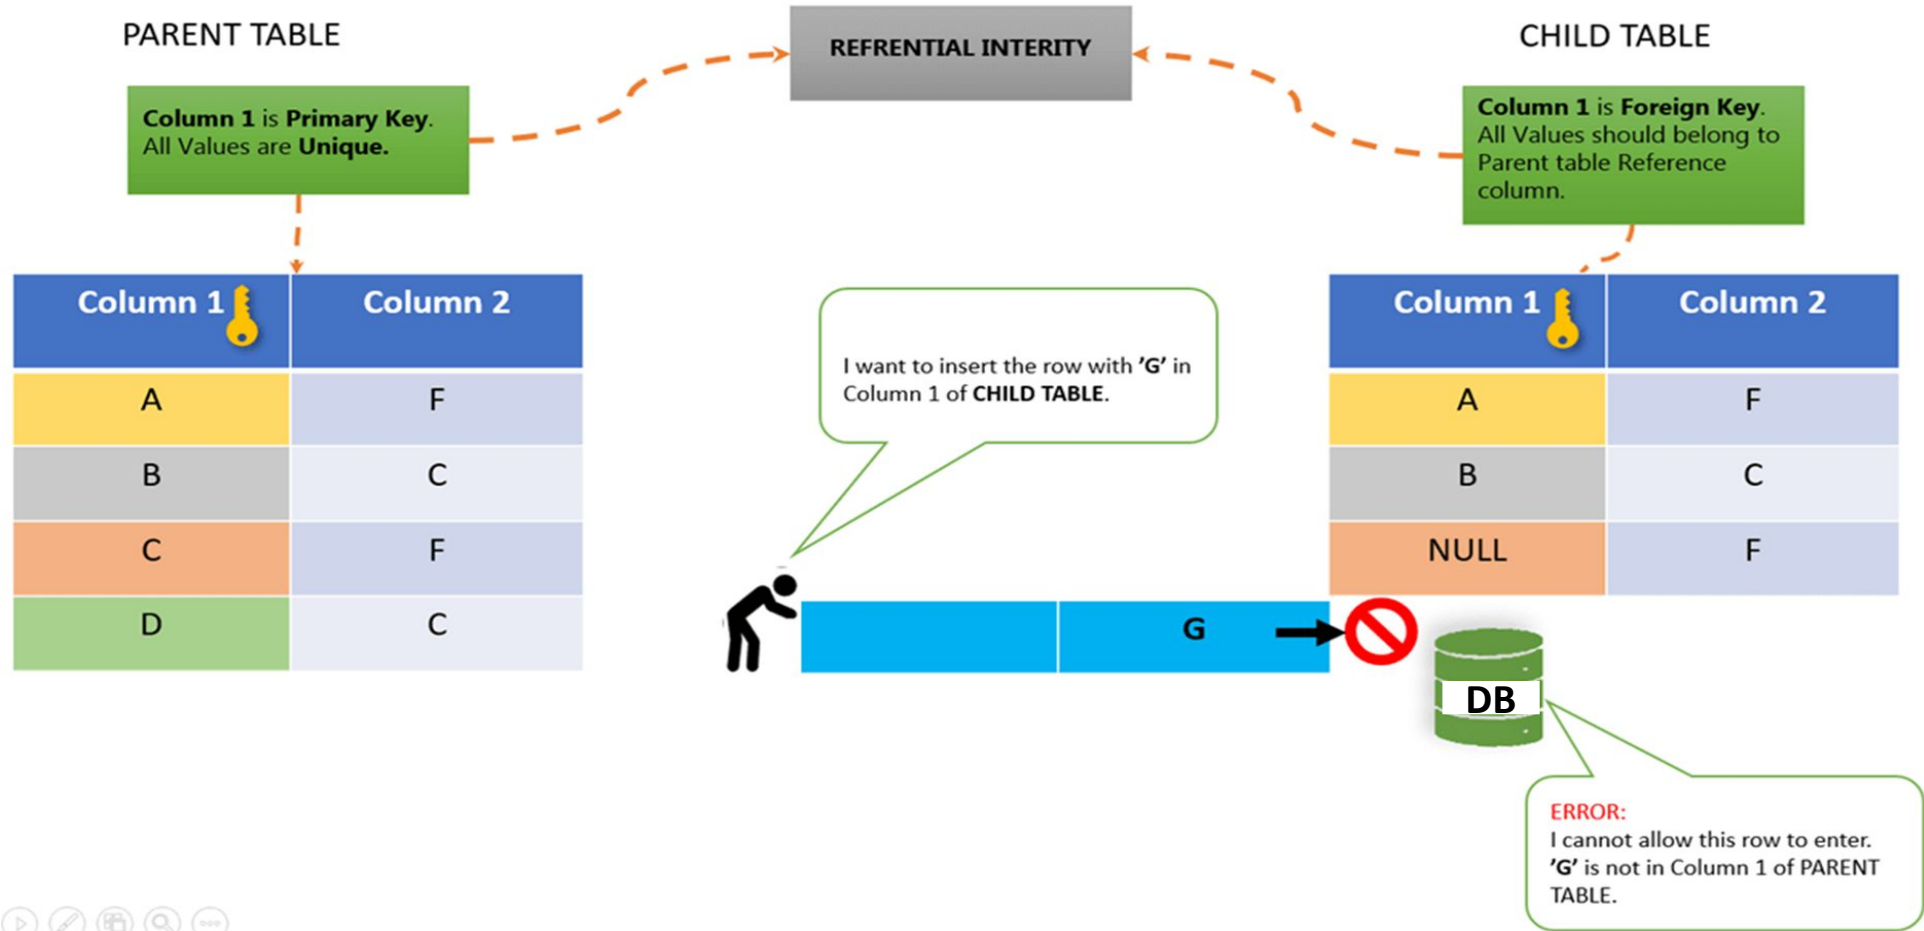 PARENT TABLE
REFRENTIAL INTERITY
CHILD TABLE
Column 1 is Primary Key.
All Values are Unique.
Column 1 is Foreign Key.
All Values should belong to
Parent table Reference
column.
Column 1 Column 2
A F
B C
C F
D C
I want to insert the row with 'G' in
Column 1 of CHILD TABLE.
G
Column 1 Column 2
A F
B C
NULL F
DB
ERROR:
I cannot allow this row to enter.
'G' is not in Column 1 of PARENT
TABLE.